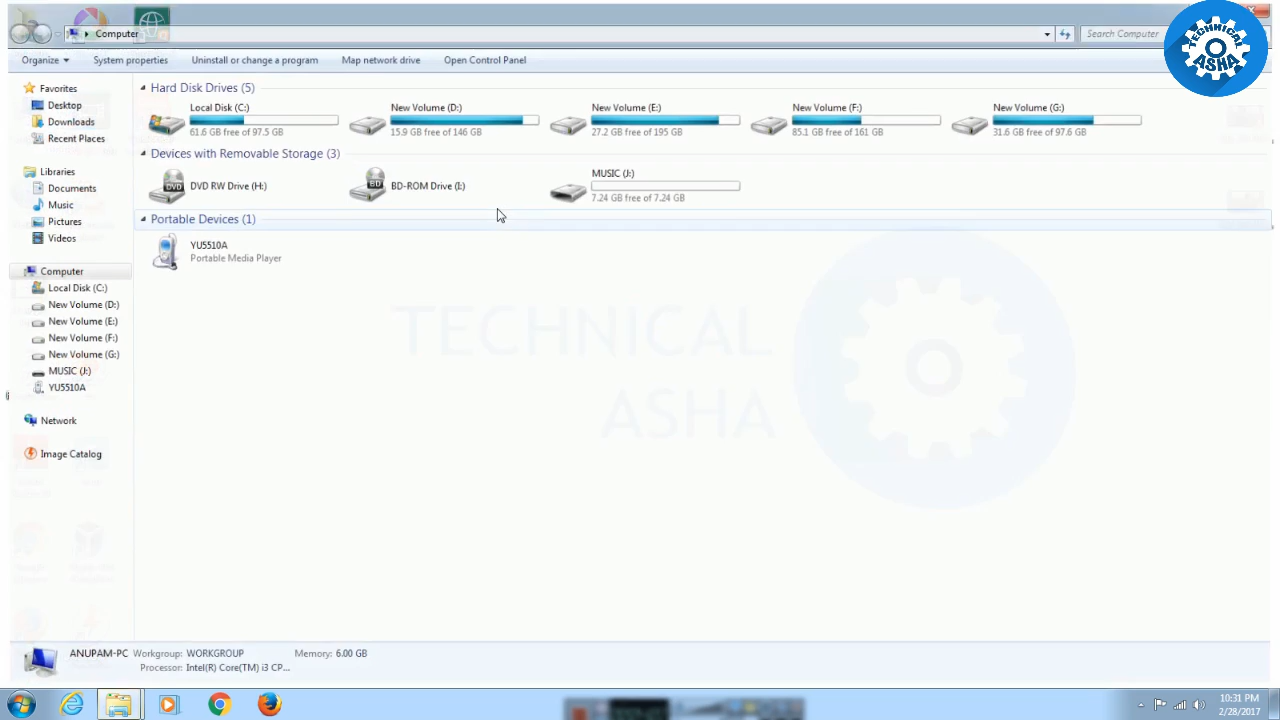 Computer
Search Computer
TECHNICAL
ASHA
Organize
System properties
Uninstall or change a program
Map network drive
Open Control Panel
Favorites
Desktop
Downloads
Recent Places
Libraries
Documents
Music
Pictures
Videos
Computer
Local Disk (C:)
New Volume (D:)
New Volume (E:)
New Volume (F:)
New Volume (G:)
MUSIC (J:)
YU5510A
Network
Image Catalog
Hard Disk Drives (5)
Local Disk (C:)
61.6 GB free of 97.5 GB
New Volume (D:)
15.9 GB free of 146 GB
New Volume (E:)
27.2 GB free of 195 GB
New Volume (F:)
85.1 GB free of 161 GB
New Volume (G:)
31.6 GB free of 97.6 GB
Devices with Removable Storage (3)
DVD
DVD RW Drive (H:)
BD
BD-ROM Drive (I:)
MUSIC (J:)
7.24 GB free of 7.24 GB
Portable Devices (1)
YU5510A
Portable Media Player
TECHNICAL
ASHA
ANUPAM-PC Workgroup: WORKGROUP Memory: 6.00 GB
Processor: Intel(R) Core(TM) i3 CP...
10:31 PM
2/28/2017